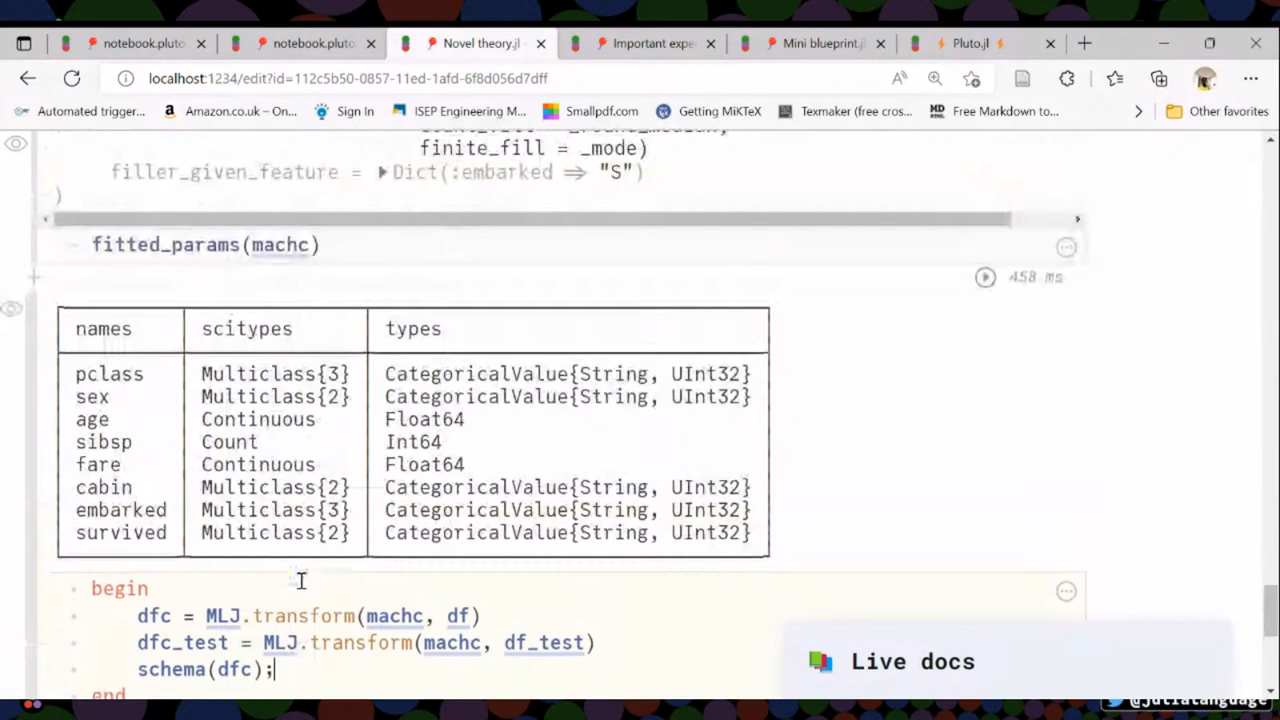 notebook.pluto
notebook.pluto
Novel theory.jl
Important expe
Mini blueprint.jl
Pluto.jl
localhost:1234/edit?id=112c5b50-0857-11ed-1afd-6f8d056d7dff
Automated trigger...
Amazon.co.uk – On...
Sign In
ISEP Engineering M...
Smallpdf.com
Getting MiKTeX
Texmaker (free cros...
Free Markdown to...
Other favorites
finite_fill = _mode)
filler_given_feature = Dict(:embarked => "S")
)
fitted_params(machc)
458 ms
names scitypes types
pclass Multiclass{3} CategoricalValue{String, UInt32}
sex Multiclass{2} CategoricalValue{String, UInt32}
age Continuous Float64
sibsp Count Int64
fare Continuous Float64
cabin Multiclass{2} CategoricalValue{String, UInt32}
embarked Multiclass{3} CategoricalValue{String, UInt32}
survived Multiclass{2} CategoricalValue{String, UInt32}
begin
dfc = MLJ.transform(machc, df)
dfc_test = MLJ.transform(machc, df_test)
schema(dfc);
end
Live docs
@julialanguage